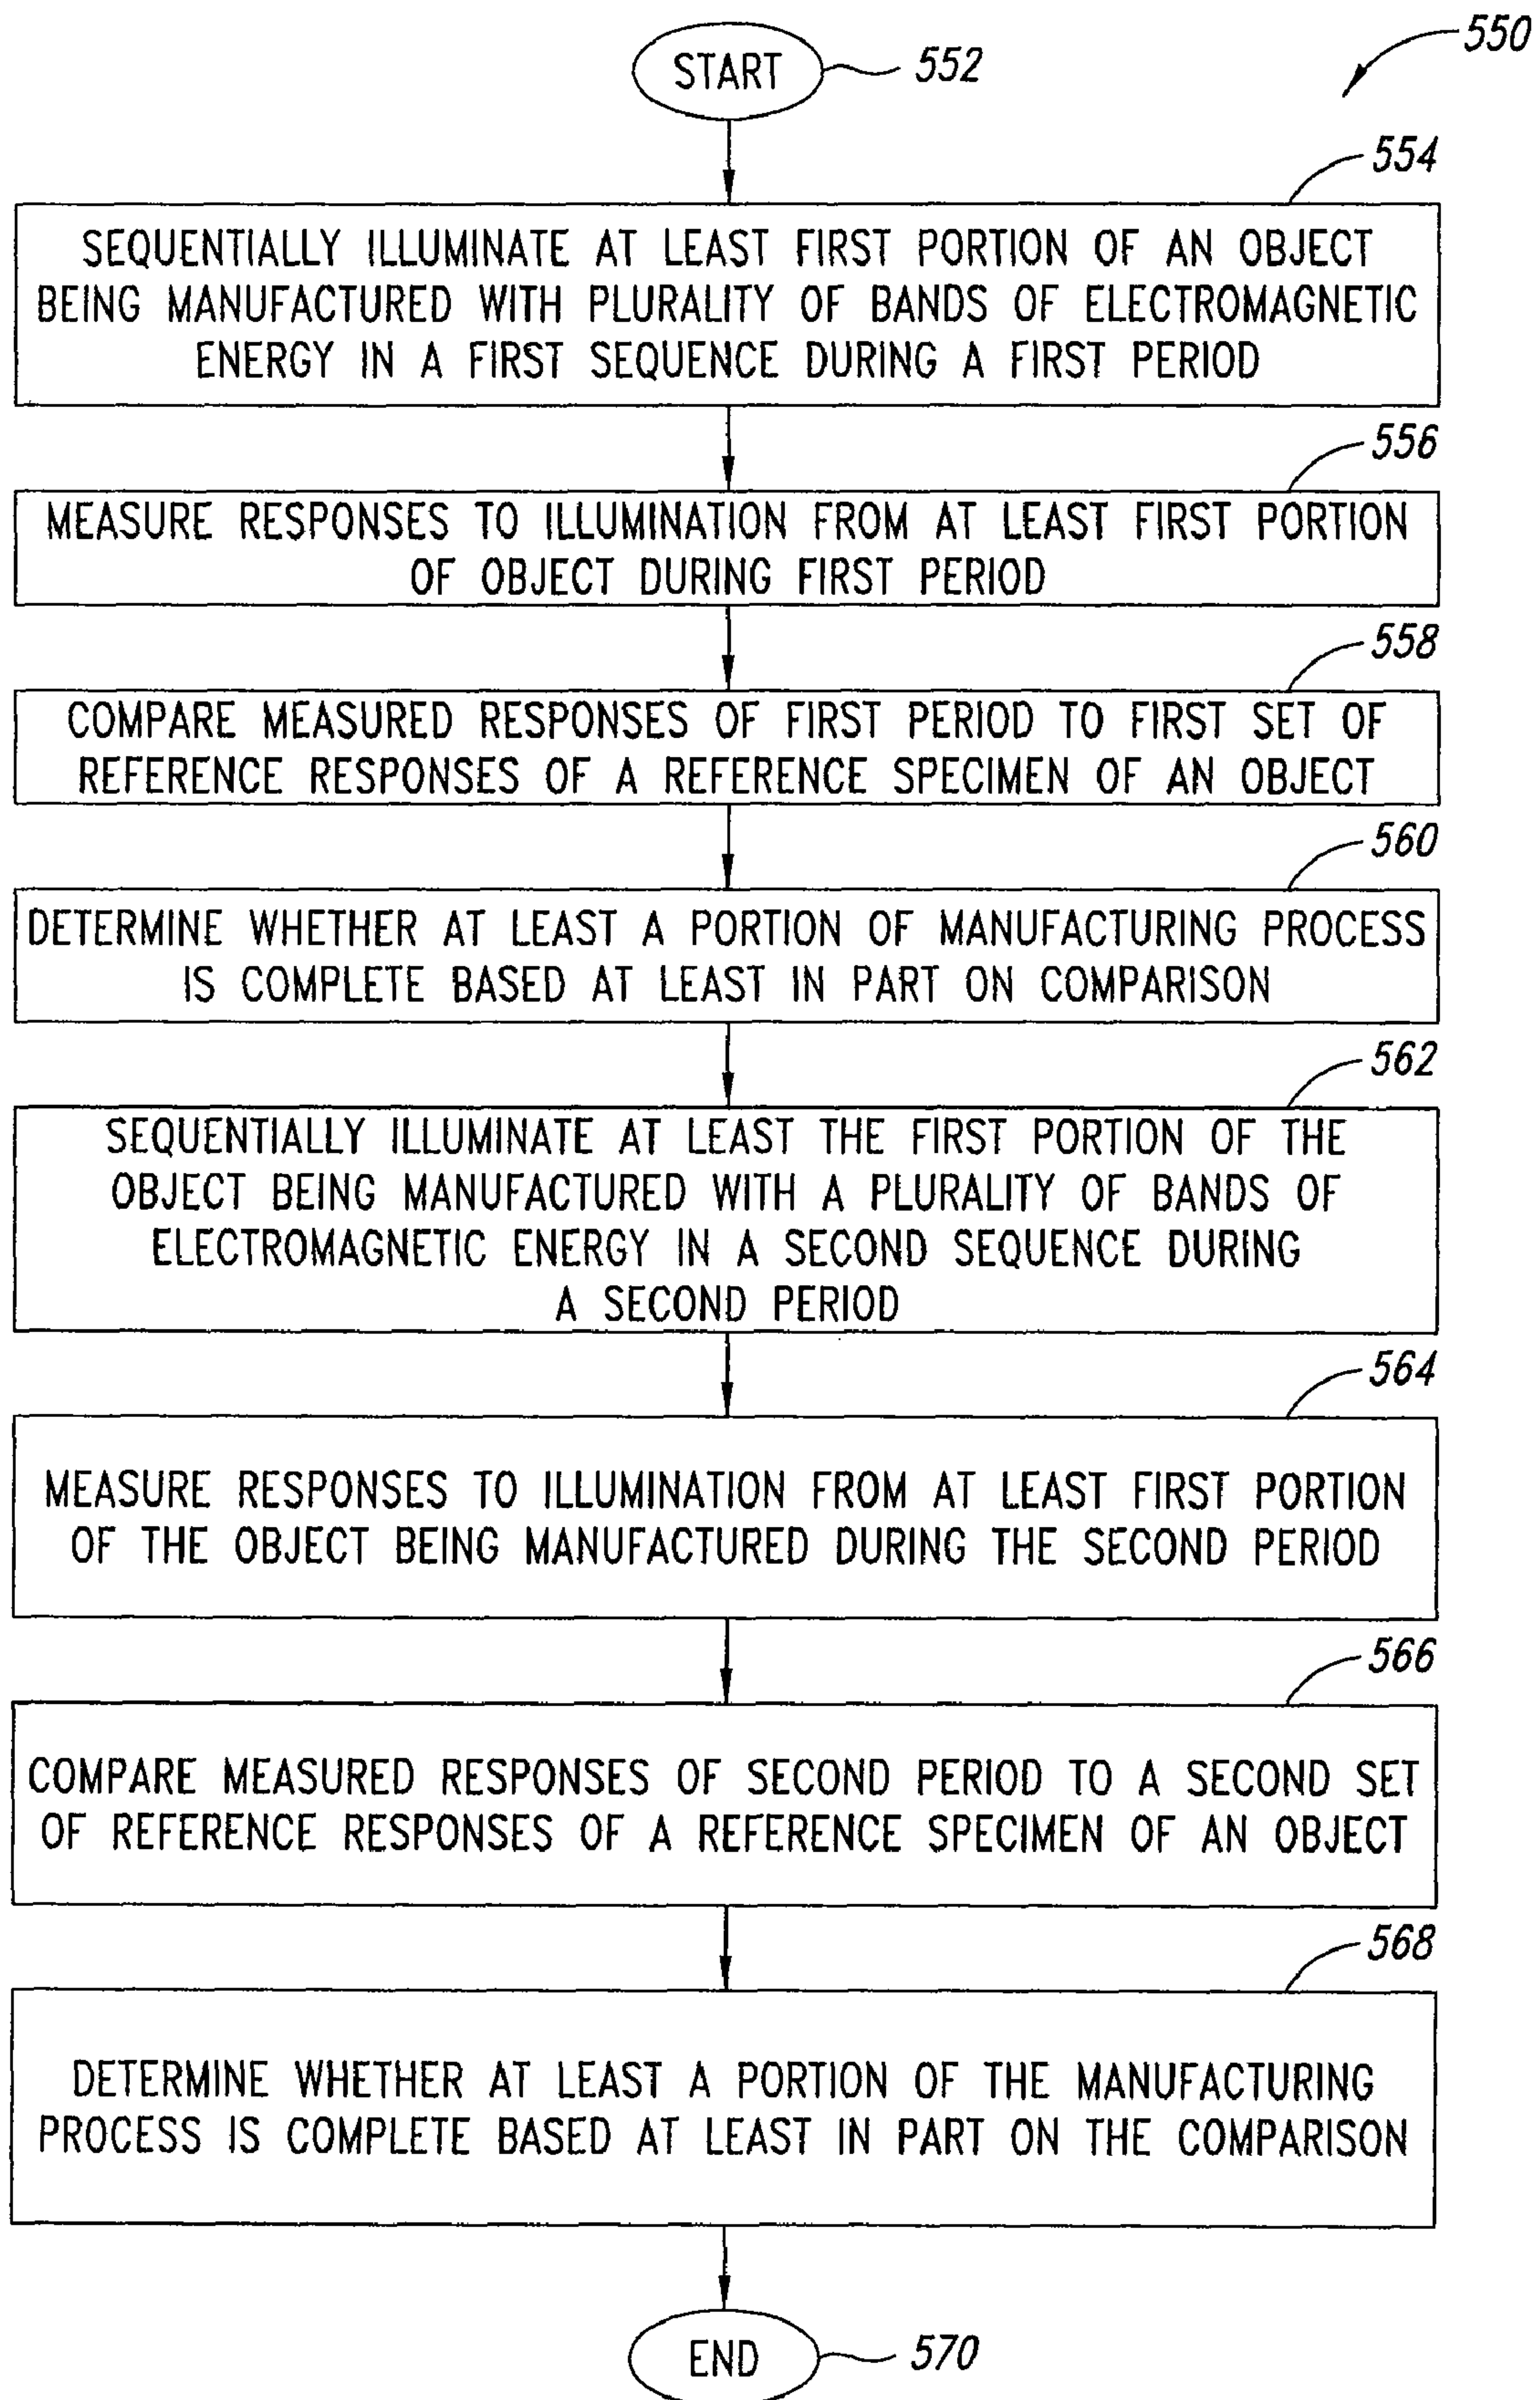 550
START
552
554
SEQUENTIALLY ILLUMINATE AT LEAST FIRST PORTION OF AN OBJECT
BEING MANUFACTURED WITH PLURALITY OF BANDS OF ELECTROMAGNETIC
ENERGY IN A FIRST SEQUENCE DURING A FIRST PERIOD
556
MEASURE RESPONSES TO ILLUMINATION FROM AT LEAST FIRST PORTION
OF OBJECT DURING FIRST PERIOD
558
COMPARE MEASURED RESPONSES OF FIRST PERIOD TO FIRST SET OF
REFERENCE RESPONSES OF A REFERENCE SPECIMEN OF AN OBJECT
560
DETERMINE WHETHER AT LEAST A PORTION OF MANUFACTURING PROCESS
IS COMPLETE BASED AT LEAST IN PART ON COMPARISON
562
SEQUENTIALLY ILLUMINATE AT LEAST THE FIRST PORTION OF THE
OBJECT BEING MANUFACTURED WITH A PLURALITY OF BANDS OF
ELECTROMAGNETIC ENERGY IN A SECOND SEQUENCE DURING
A SECOND PERIOD
564
MEASURE RESPONSES TO ILLUMINATION FROM AT LEAST FIRST PORTION
OF THE OBJECT BEING MANUFACTURED DURING THE SECOND PERIOD
566
COMPARE MEASURED RESPONSES OF SECOND PERIOD TO A SECOND SET
OF REFERENCE RESPONSES OF A REFERENCE SPECIMEN OF AN OBJECT
568
DETERMINE WHETHER AT LEAST A PORTION OF THE MANUFACTURING
PROCESS IS COMPLETE BASED AT LEAST IN PART ON THE COMPARISON
END
570